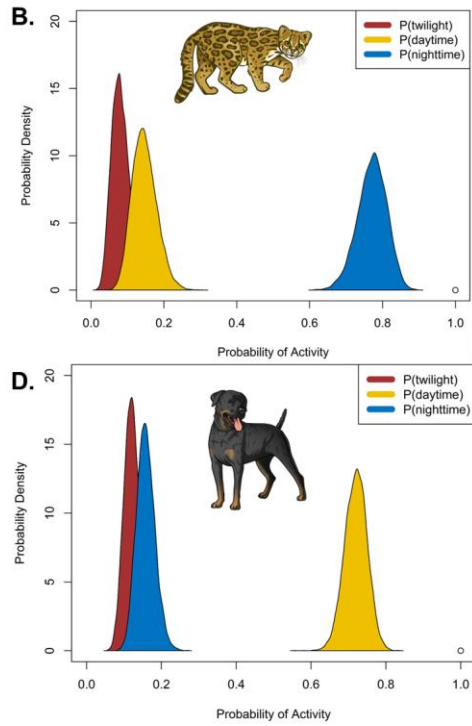 B.
20
15
10
5
0
Probability Density
P(twilight)
P(daytime)
P(nighttime)
0.0 0.2 0.4 0.6 0.8 1.0
Probability of Activity
D.
20
15
10
5
0
Probability Density
P(twilight)
P(daytime)
P(nighttime)
0.0 0.2 0.4 0.6 0.8 1.0
Probability of Activity